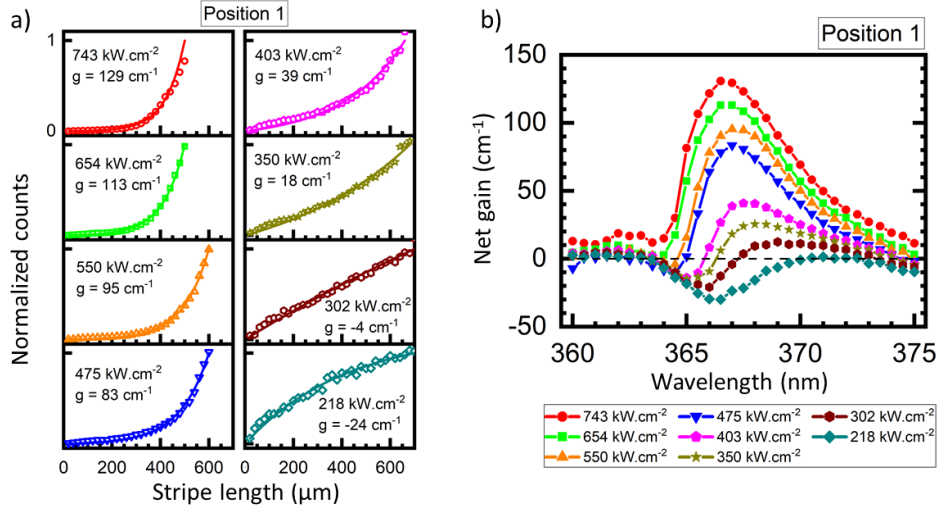 a)
Position 1
Normalized counts
1
0
743 kW.cm-2
g = 129 cm-1
403 kW.cm-2
g = 39 cm-1
654 kW.cm-2
g = 113 cm-1
350 kW.cm-2
g = 18 cm-1
550 kW.cm-2
g = 95 cm-1
302 kW.cm-2
g = -4 cm-1
475 kW.cm-2
g = 83 cm-1
218 kW.cm-2
g = -24 cm-1
0 200 400 600 0 200 400 600
Stripe length (µm)
b)
Position 1
Net gain (cm-1)
150
100
50
0
-50
360 365 370 375
Wavelength (nm)
743 kW.cm-2 475 kW.cm-2 302 kW.cm-2
654 kW.cm-2 403 kW.cm-2 218 kW.cm-2
550 kW.cm-2 350 kW.cm-2